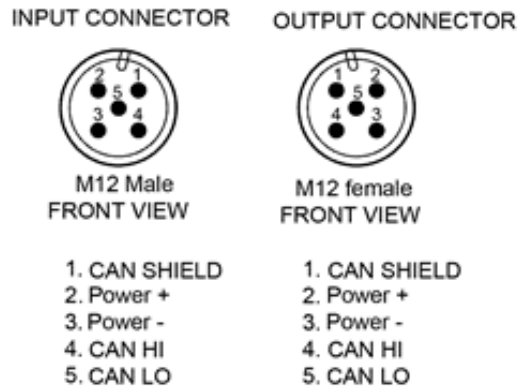 INPUT CONNECTOR
2 1
5
3 4
M12 Male
FRONT VIEW
1. CAN SHIELD
2. Power +
3. Power -
4. CAN HI
5. CAN LO
OUTPUT CONNECTOR
1 2
5
4 3
M12 female
FRONT VIEW
1. CAN SHIELD
2. Power +
3. Power -
4. CAN HI
5. CAN LO